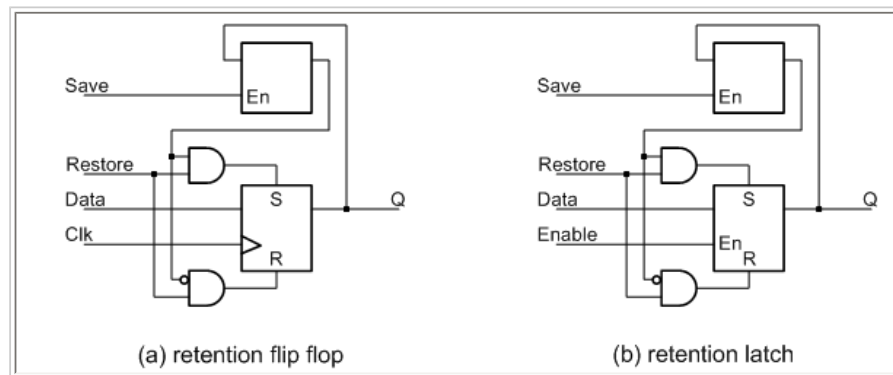 Save
En
Restore
Data
S
Q
Clk
R
(a) retention flip flop
Save
En
Restore
Data
S
Q
Enable
En
R
(b) retention latch